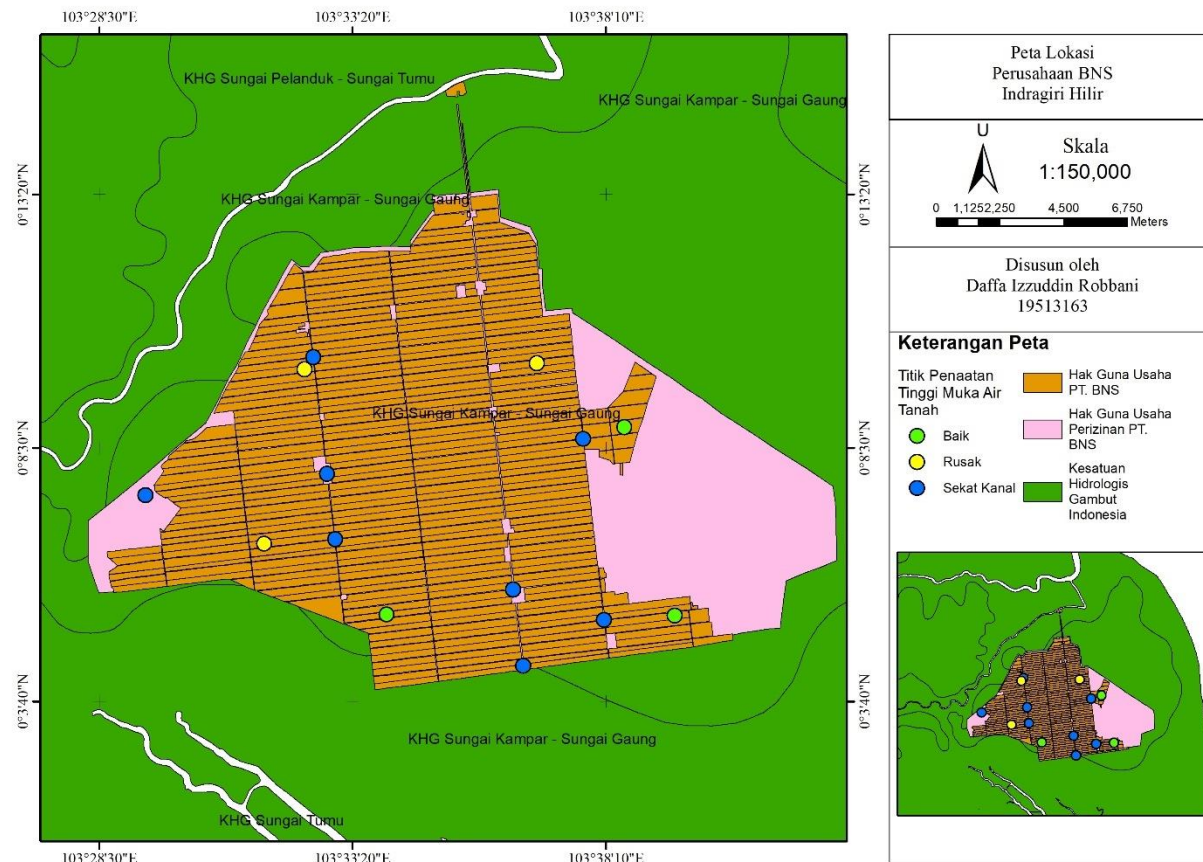 103°28'30"E
103°33'20"E
103°38'10"E
0°13'20"N
0°8'30"N
0°3'40"N
KHG Sungai Pelanduk - Sungai Tumu
KHG Sungai Kampar - Sungai Gaung
KHG Sungai Kampar - Sungai Gaung
KHG Sungai Kampar - Sungai Gaung
KHG Sungai Kampar - Sungai Gaung
KHG Sungai Tumu
0°13'20"N
0°8'30"N
0°3'40"N
103°28'30"E
103°33'20"E
103°38'10"E
Peta Lokasi
Perusahaan BNS
Indragiri Hilir
U
Skala
1:150,000
0 1,125 2,250 4,500 6,750
Meters
Disusun oleh
Daffa Izzuddin Robbani
19513163
Keterangan Peta
Titik Penaatan
Tinggi Muka Air
Tanah
Baik
Rusak
Sekat Kanal
Hak Guna Usaha
PT. BNS
Hak Guna Usaha
Perizinan PT.
BNS
Kesatuan
Hidrologis
Gambut
Indonesia